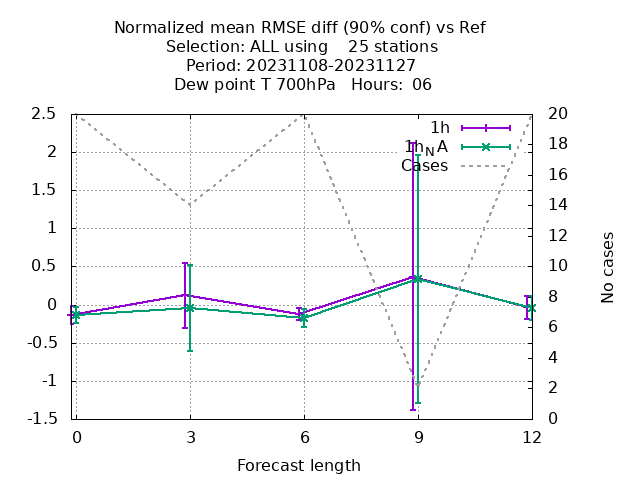 Normalized mean RMSE diff (90% conf) vs Ref
Selection: ALL using    25 stations
Period: 20231108-20231127
Dew point T 700hPa   Hours:  06
2.5
2
1.5
1
0.5
0
-0.5
-1
-1.5
20
18
16
14
12
10
8
6
4
2
0
1h
1hN A
Cases
No cases
0 3 6 9 12
Forecast length